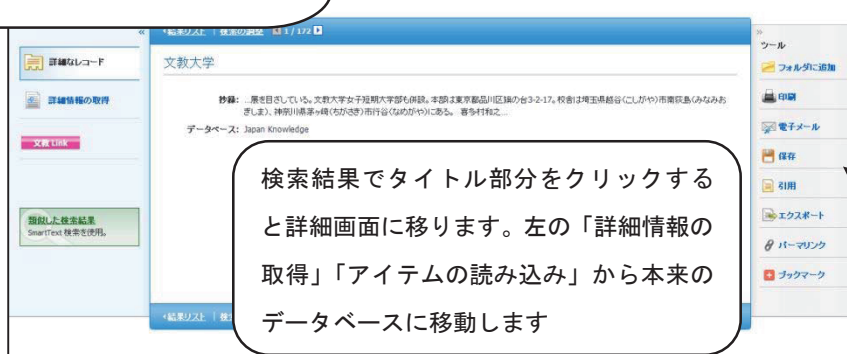 «
‹結果リスト | 検索の選定 1 / 172
»
詳細なレコード
詳細情報の取得
文教 Link
類似した検索結果
SmartText 検索を使用。
文教大学
抄録: ...展を目ざしている。文教大学女子短期大学部も併設。本部は東京都品川区旗の台3-2-17。校舎は埼玉県越谷(こしがや)市南荻島(みなみお
ぎしま)、神奈川県茅ヶ崎(ちがさき)市行谷(なめがや)にある。 喜多村和之...
データベース: Japan Knowledge
検索結果でタイトル部分をクリックする
と詳細画面に移ります。左の「詳細情報の
取得」「アイテムの読み込み」から本来の
データベースに移動します
‹結果リスト |
ツール
フォルダに追加
印刷
電子メール
保存
引用
エクスポート
パーマリンク
ブックマーク